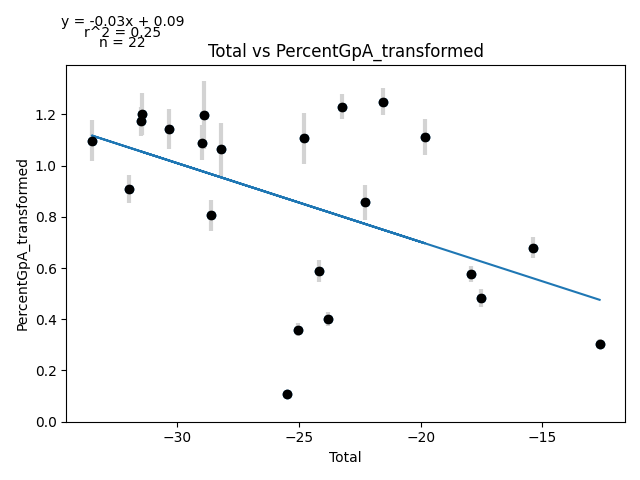 y = -0.03x + 0.09
r^2 = 0.25
n = 22
Total vs PercentGpA_transformed
PercentGpA_transformed
1.2
1.0
0.8
0.6
0.4
0.2
0.0
−30
−25
−20
−15
Total